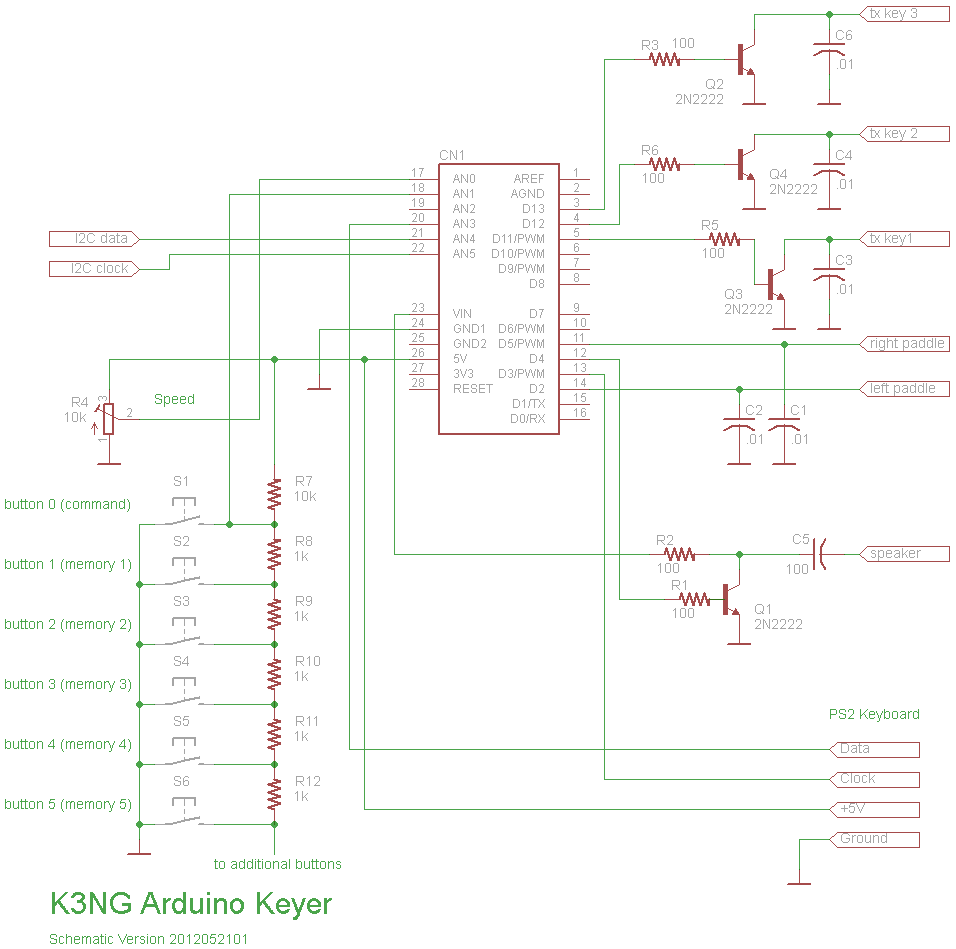 tx key 3
C6
.01
R3
100
Q2
2N2222
tx key 2
C4
.01
R6
100
Q4
2N2222
tx key1
C3
.01
R5
100
Q3
2N2222
CN1
17 AN0 AREF 1
18 AN1 AGND 2
19 AN2 D13 3
20 AN3 D12 4
21 AN4 D11/PWM 5
22 AN5 D10/PWM 6
D9/PWM 7
D8 8
23 VIN D7 9
24 GND1 D6/PWM 10
25 GND2 D5/PWM 11
26 5V D4 12
27 3V3 D3/PWM 13
28 RESET D2 14
D1/TX 15
D0/RX 16
I2C data
I2C clock
right paddle
left paddle
C2
.01
C1
.01
R4
10k
3
2
1
Speed
S1
button 0 (command)
R7
10k
S2
button 1 (memory 1)
R8
1k
S3
button 2 (memory 2)
R9
1k
S4
button 3 (memory 3)
R10
1k
S5
button 4 (memory 4)
R11
1k
S6
button 5 (memory 5)
R12
1k
to additional buttons
R2
100
R1
100
C5
100
speaker
Q1
2N2222
PS2 Keyboard
Data
Clock
+5V
Ground
K3NG Arduino Keyer
Schematic Version 2012052101